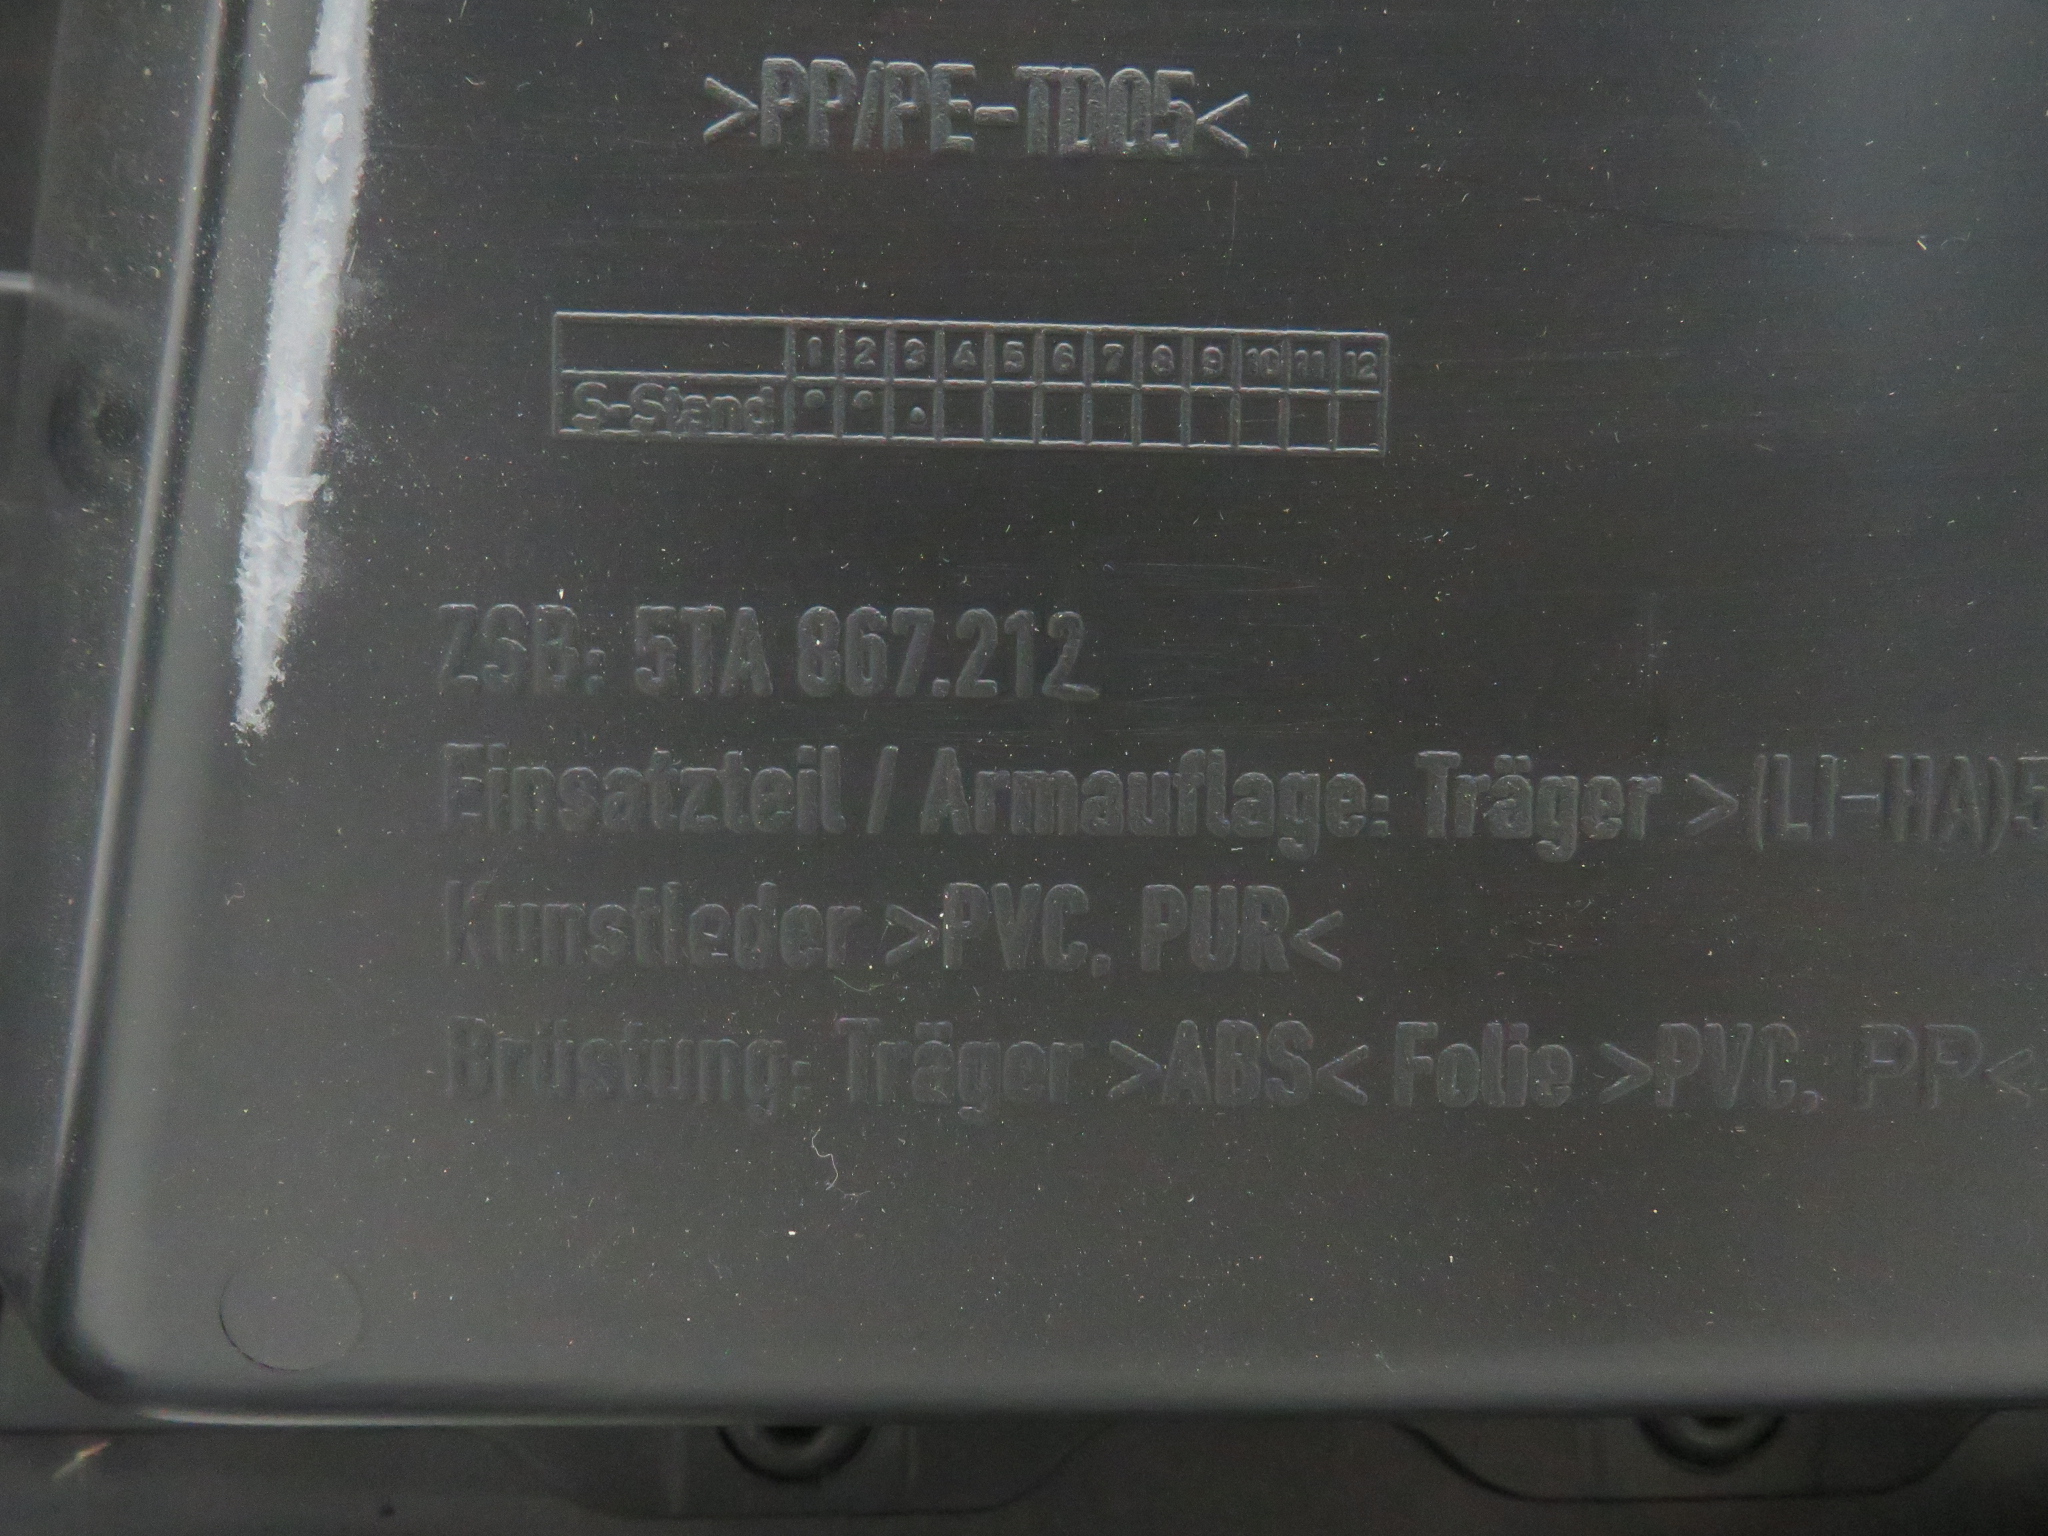 >PP/PE-TD05<
1 2 3 4 5 6 7 8 9 10 11 12
S-Stand
ZSB: 5TA 867.212
Einsatzteil / Armauflage: Träger >(LI-HA)5
Kunstleder >PVC, PUR<
Brüstung: Träger >ABS< Folie >PVC, PP<